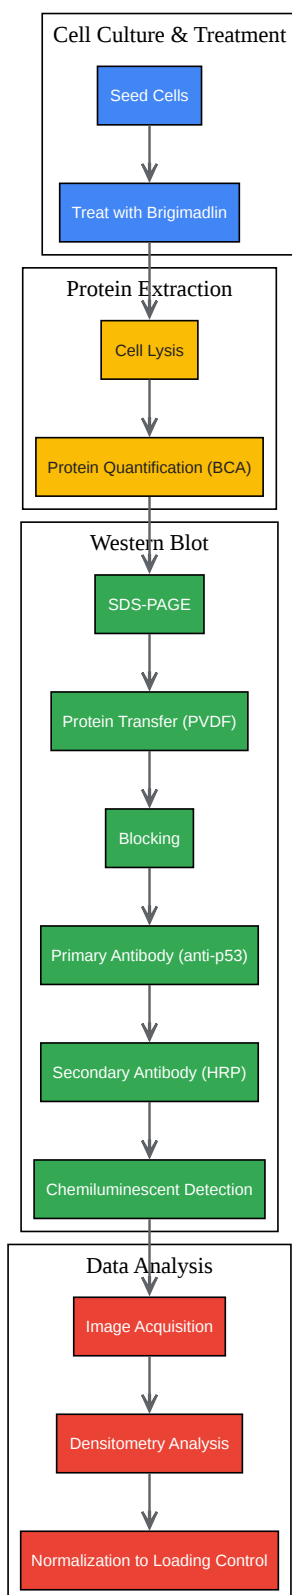 Cell Culture & Treatment
Seed Cells
Treat with Brigimadlin
Protein Extraction
Cell Lysis
Protein Quantification (BCA)
Western Blot
SDS-PAGE
Protein Transfer (PVDF)
Blocking
Primary Antibody (anti-p53)
Secondary Antibody (HRP)
Chemiluminescent Detection
Data Analysis
Image Acquisition
Densitometry Analysis
Normalization to Loading Control